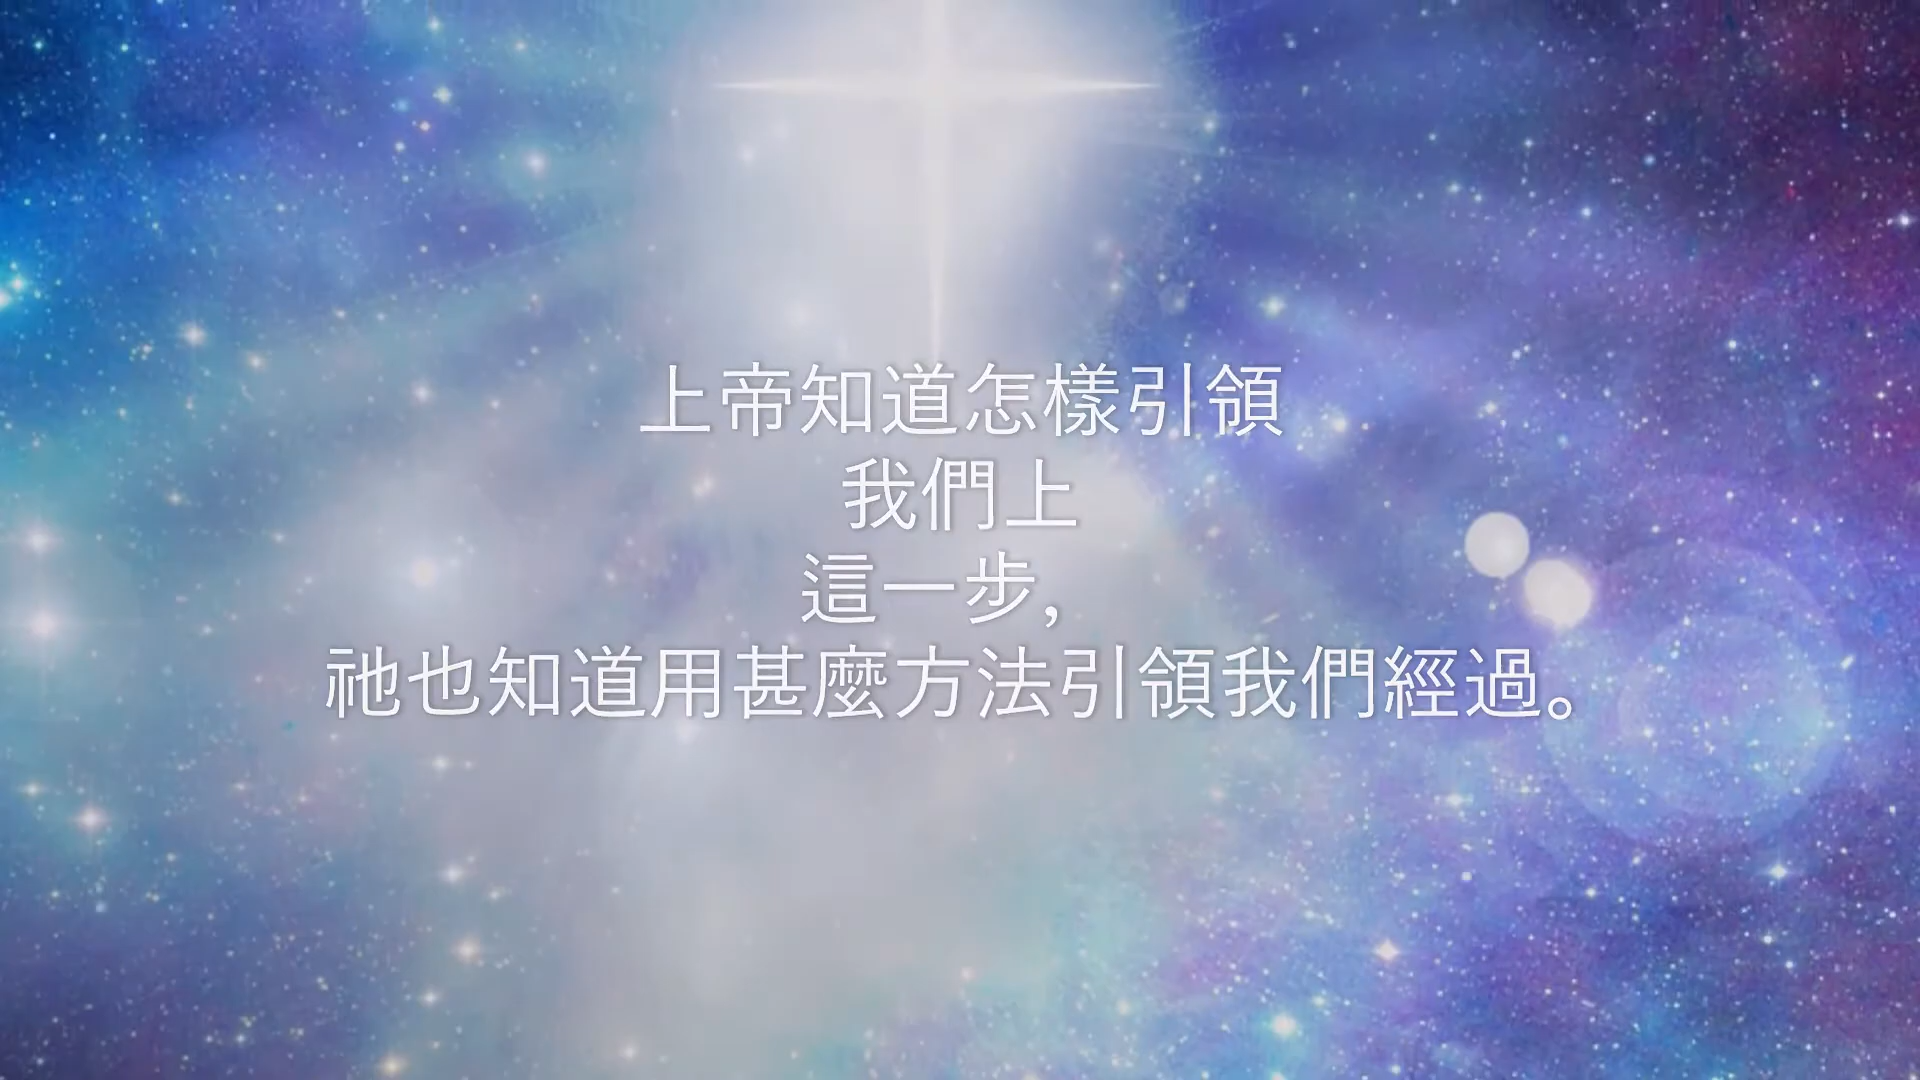 上帝知道怎樣引領
我們上
這一步，
祂也知道用甚麼方法引領我們經過。